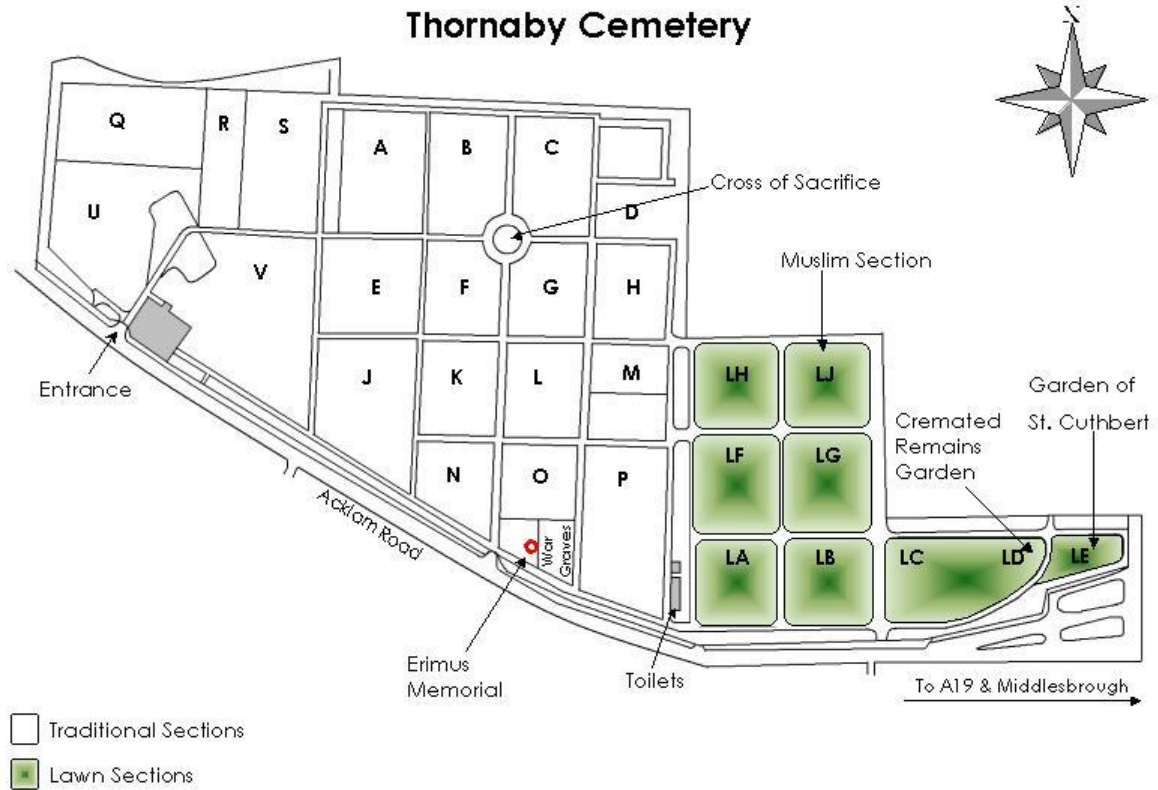 Thornaby Cemetery
N
Q
R
S
A
B
C
Cross of Sacrifice
U
D
V
E
F
G
H
Muslim Section
Entrance
J
K
L
M
LH
LJ
Garden of
St. Cuthbert
Cremated
Remains
Garden
N
O
P
LF
LG
Acklam Road
War
Graves
LA
LB
LC
LD
LE
Erimus
Memorial
Toilets
To A19 & Middlesbrough
Traditional Sections
Lawn Sections